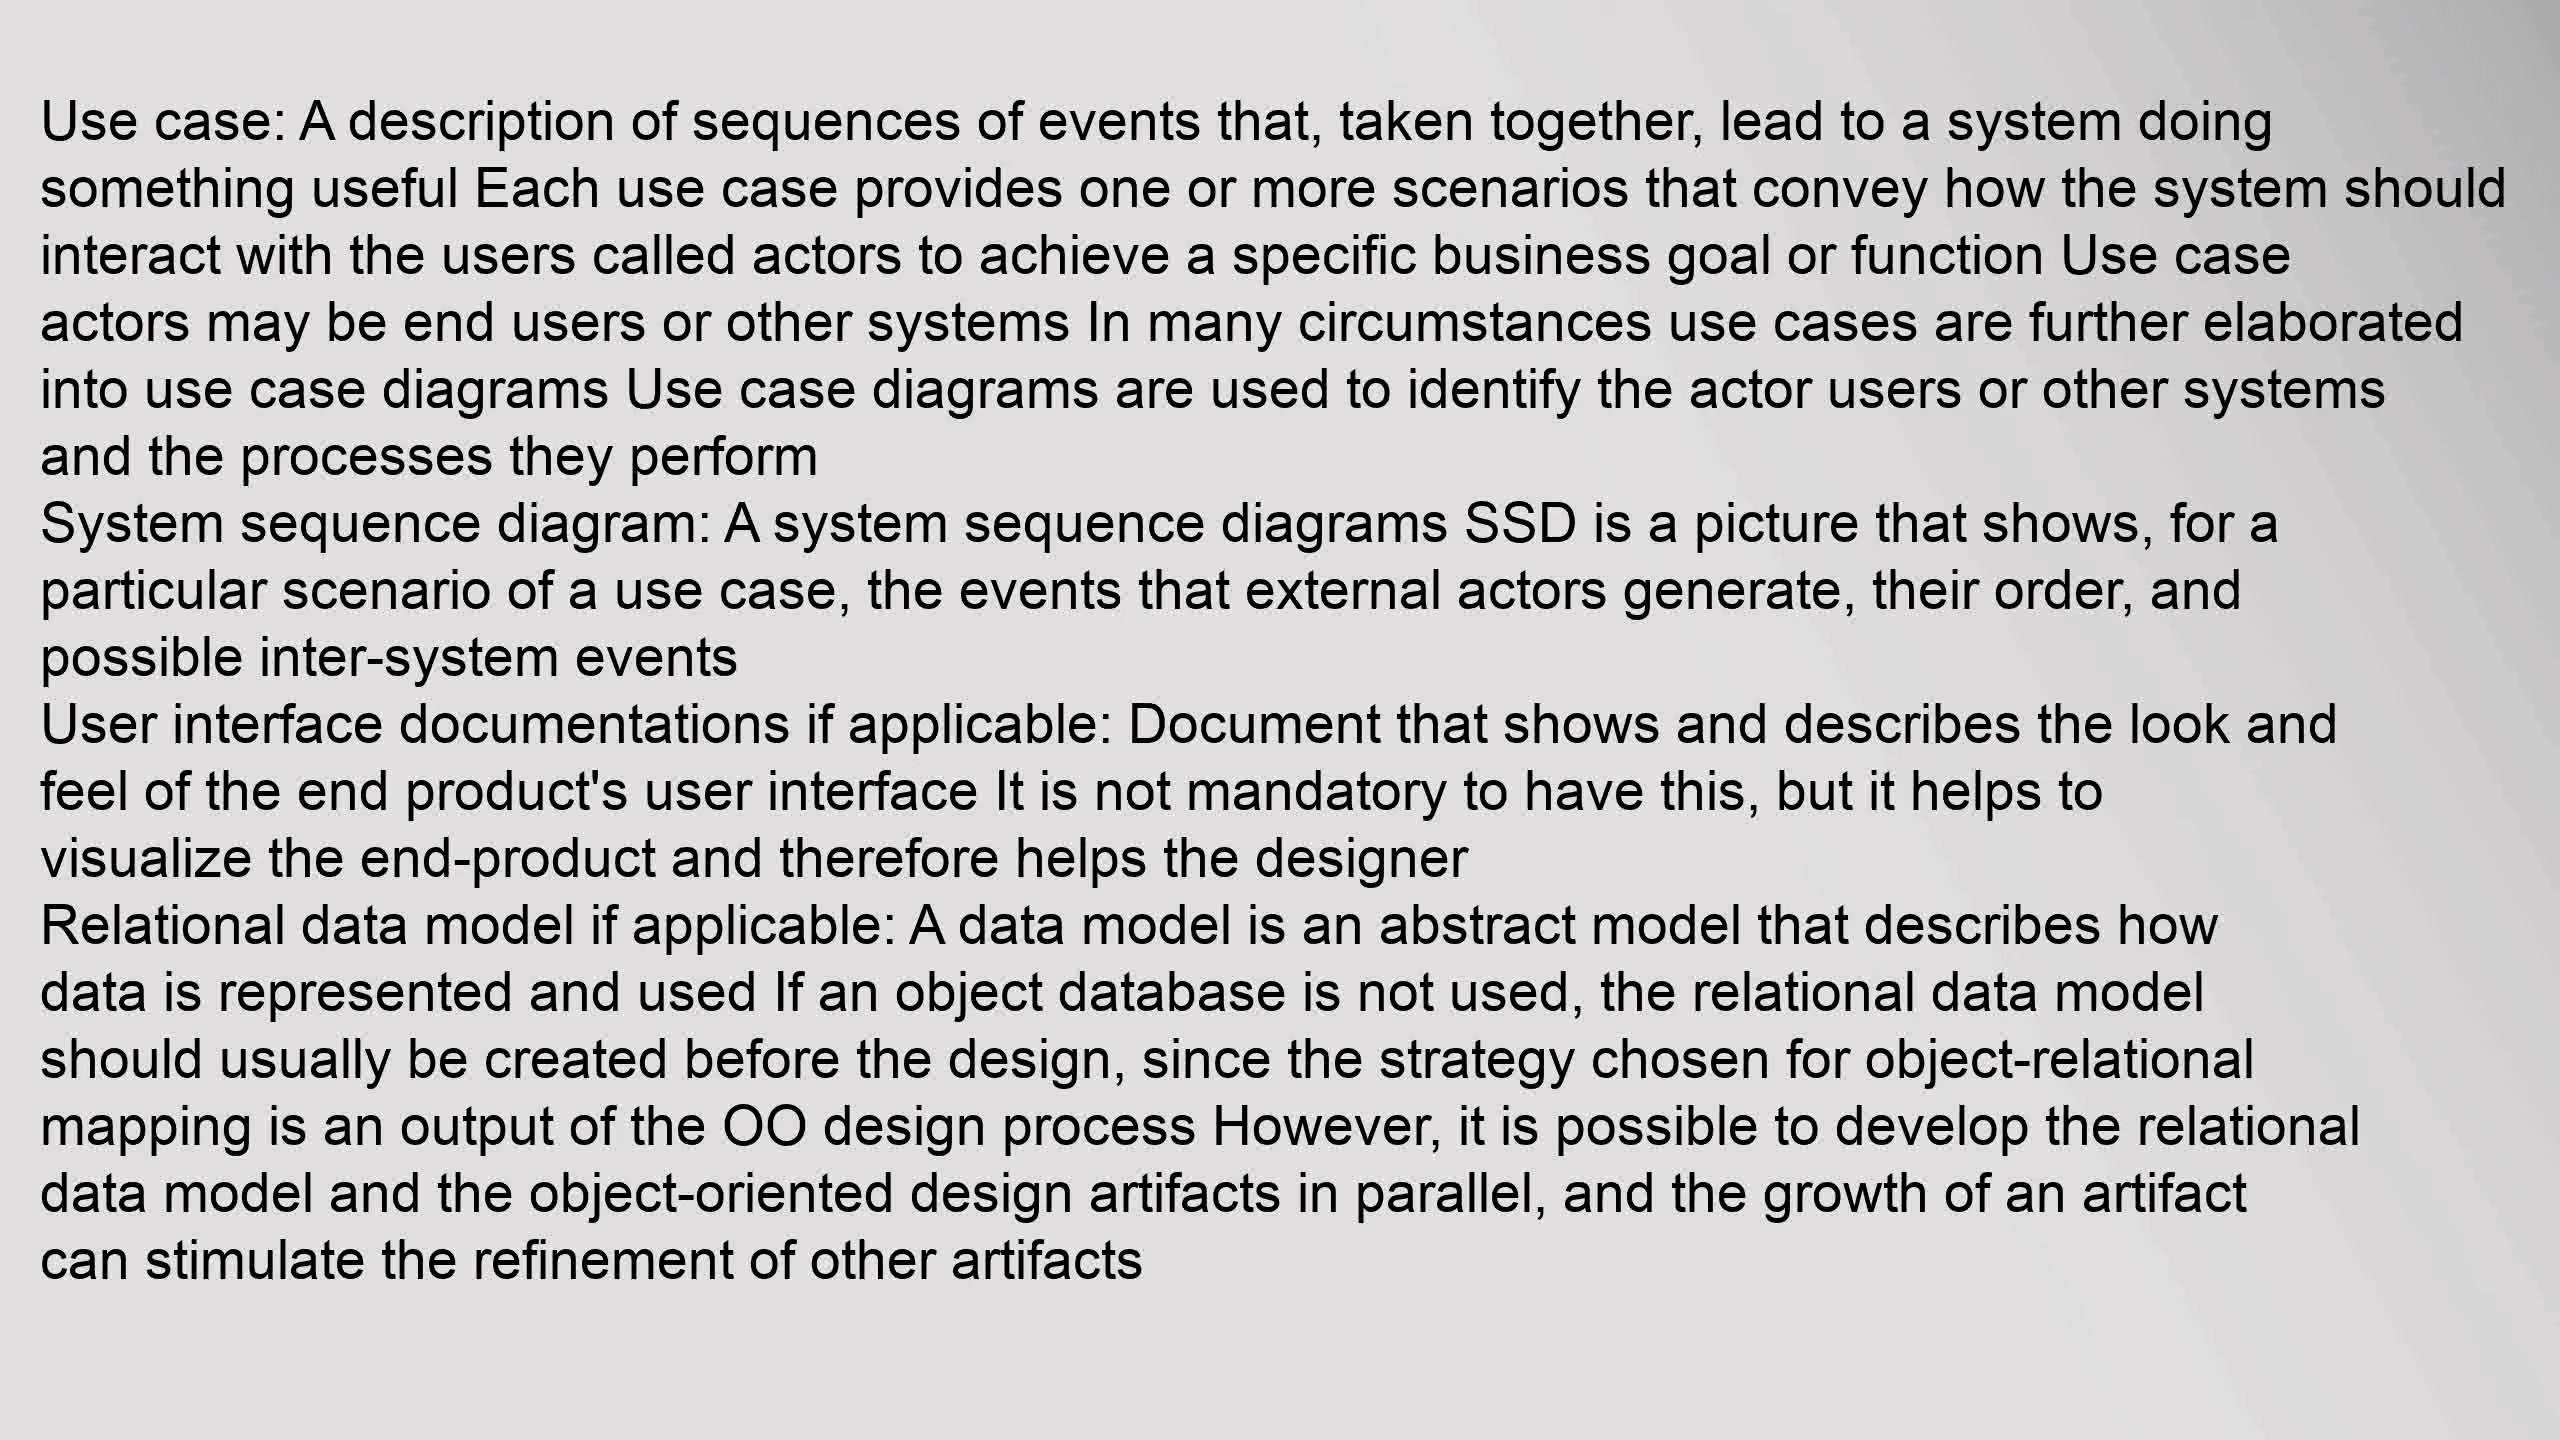 Use case: A description of sequences of events that, taken together, lead to a system doing
something useful Each use case provides one or more scenarios that convey how the system should
interact with the users called actors to achieve a specific business goal or function Use case
actors may be end users or other systems In many circumstances use cases are further elaborated
into use case diagrams Use case diagrams are used to identify the actor users or other systems
and the processes they perform
System sequence diagram: A system sequence diagrams SSD is a picture that shows, for a
particular scenario of a use case, the events that external actors generate, their order, and
possible inter-system events
User interface documentations if applicable: Document that shows and describes the look and
feel of the end product's user interface It is not mandatory to have this, but it helps to
visualize the end-product and therefore helps the designer
Relational data model if applicable: A data model is an abstract model that describes how
data is represented and used If an object database is not used, the relational data model
should usually be created before the design, since the strategy chosen for object-relational
mapping is an output of the OO design process However, it is possible to develop the relational
data model and the object-oriented design artifacts in parallel, and the growth of an artifact
can stimulate the refinement of other artifacts